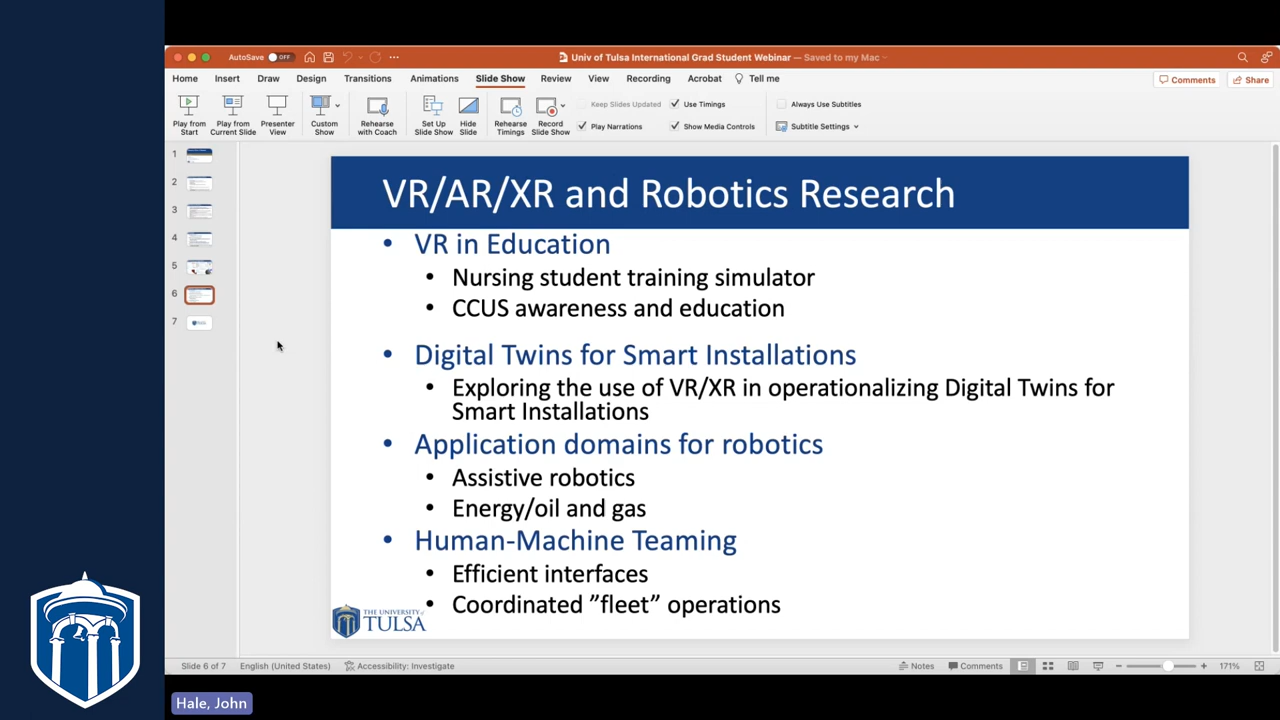 AutoSave OFF
Univ of Tulsa International Grad Student Webinar — Saved to my Mac
Home Insert Draw Design Transitions Animations Slide Show Review View Recording Acrobat Tell me
Comments Share
Play from Start
Play from Current Slide
Presenter View
Custom Show
Rehearse with Coach
Set Up Slide Show
Hide Slide
Rehearse Timings
Record Slide Show
Keep Slides Updated
Use Timings
Always Use Subtitles
Play Narrations
Show Media Controls
Subtitle Settings
1
2
3
4
5
6
7
VR/AR/XR and Robotics Research
• VR in Education
• Nursing student training simulator
• CCUS awareness and education
• Digital Twins for Smart Installations
• Exploring the use of VR/XR in operationalizing Digital Twins for
Smart Installations
• Application domains for robotics
• Assistive robotics
• Energy/oil and gas
• Human-Machine Teaming
• Efficient interfaces
• Coordinated ”fleet” operations
THE UNIVERSITY of
TULSA
Slide 6 of 7 English (United States) Accessibility: Investigate Notes Comments 171%
Hale, John